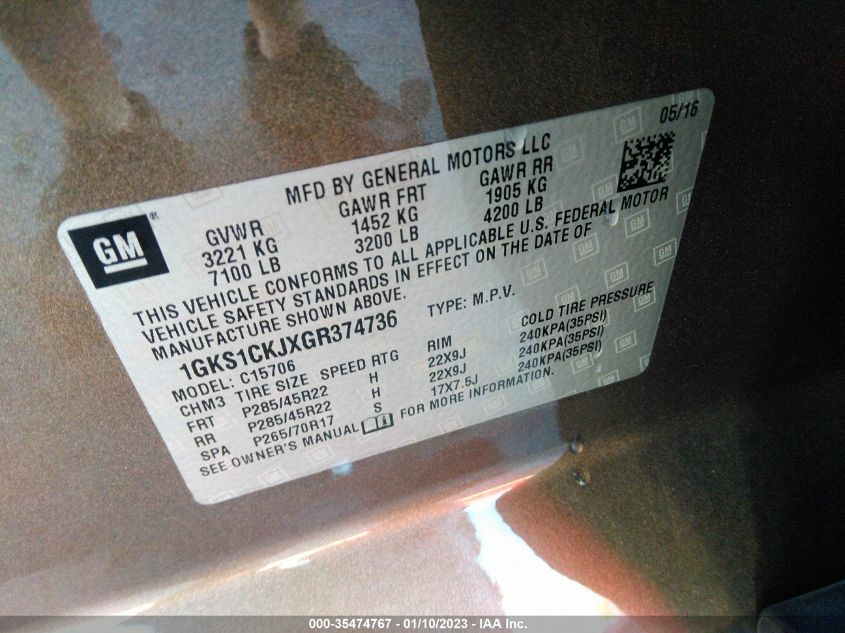 05/16
MFD BY GENERAL MOTORS LLC
GM®
GVWR GAWR FRT GAWR RR
3221 KG 1452 KG 1905 KG
7100 LB 3200 LB 4200 LB
THIS VEHICLE CONFORMS TO ALL APPLICABLE U.S. FEDERAL MOTOR
VEHICLE SAFETY STANDARDS IN EFFECT ON THE DATE OF
MANUFACTURE SHOWN ABOVE.
1GKS1CKJXGR374736 TYPE: M.P.V.
MODEL: C15706
CHM3 TIRE SIZE SPEED RTG RIM COLD TIRE PRESSURE
FRT P285/45R22 H 22X9J 240KPA(35PSI)
RR P285/45R22 H 22X9J 240KPA(35PSI)
SPA P265/70R17 S 17X7.5J 240KPA(35PSI)
SEE OWNER'S MANUAL FOR MORE INFORMATION.
000-35474767 - 01/10/2023 - IAA Inc.